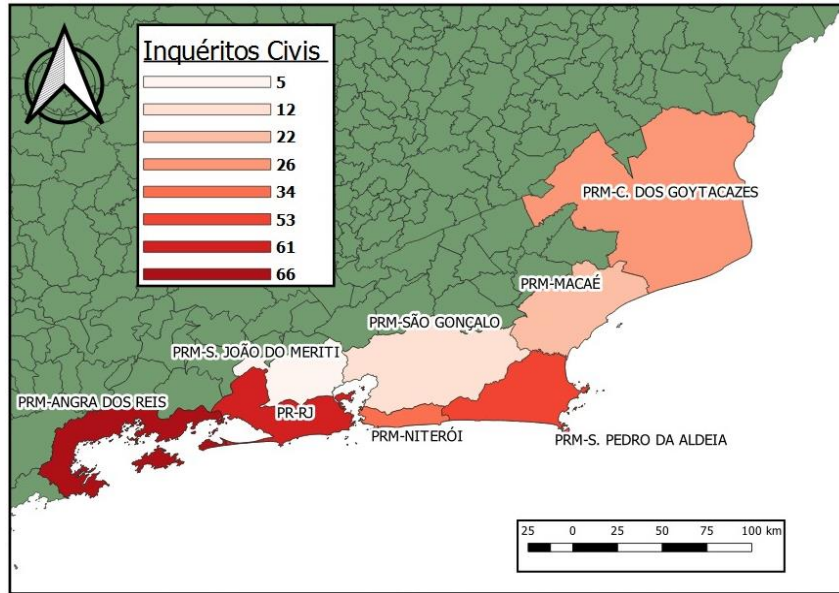 Inquéritos Civis
5
12
22
26
34
53
61
66
PRM-C. DOS GOYTACAZES
PRM-MACAÉ
PRM-SÃO GONÇALO
PRM-S. JOÃO DO MERITI
PRM-ANGRA DOS REIS
PR-RJ
PRM-NITERÓI
PRM-S. PEDRO DA ALDEIA
25 0 25 50 75 100 km